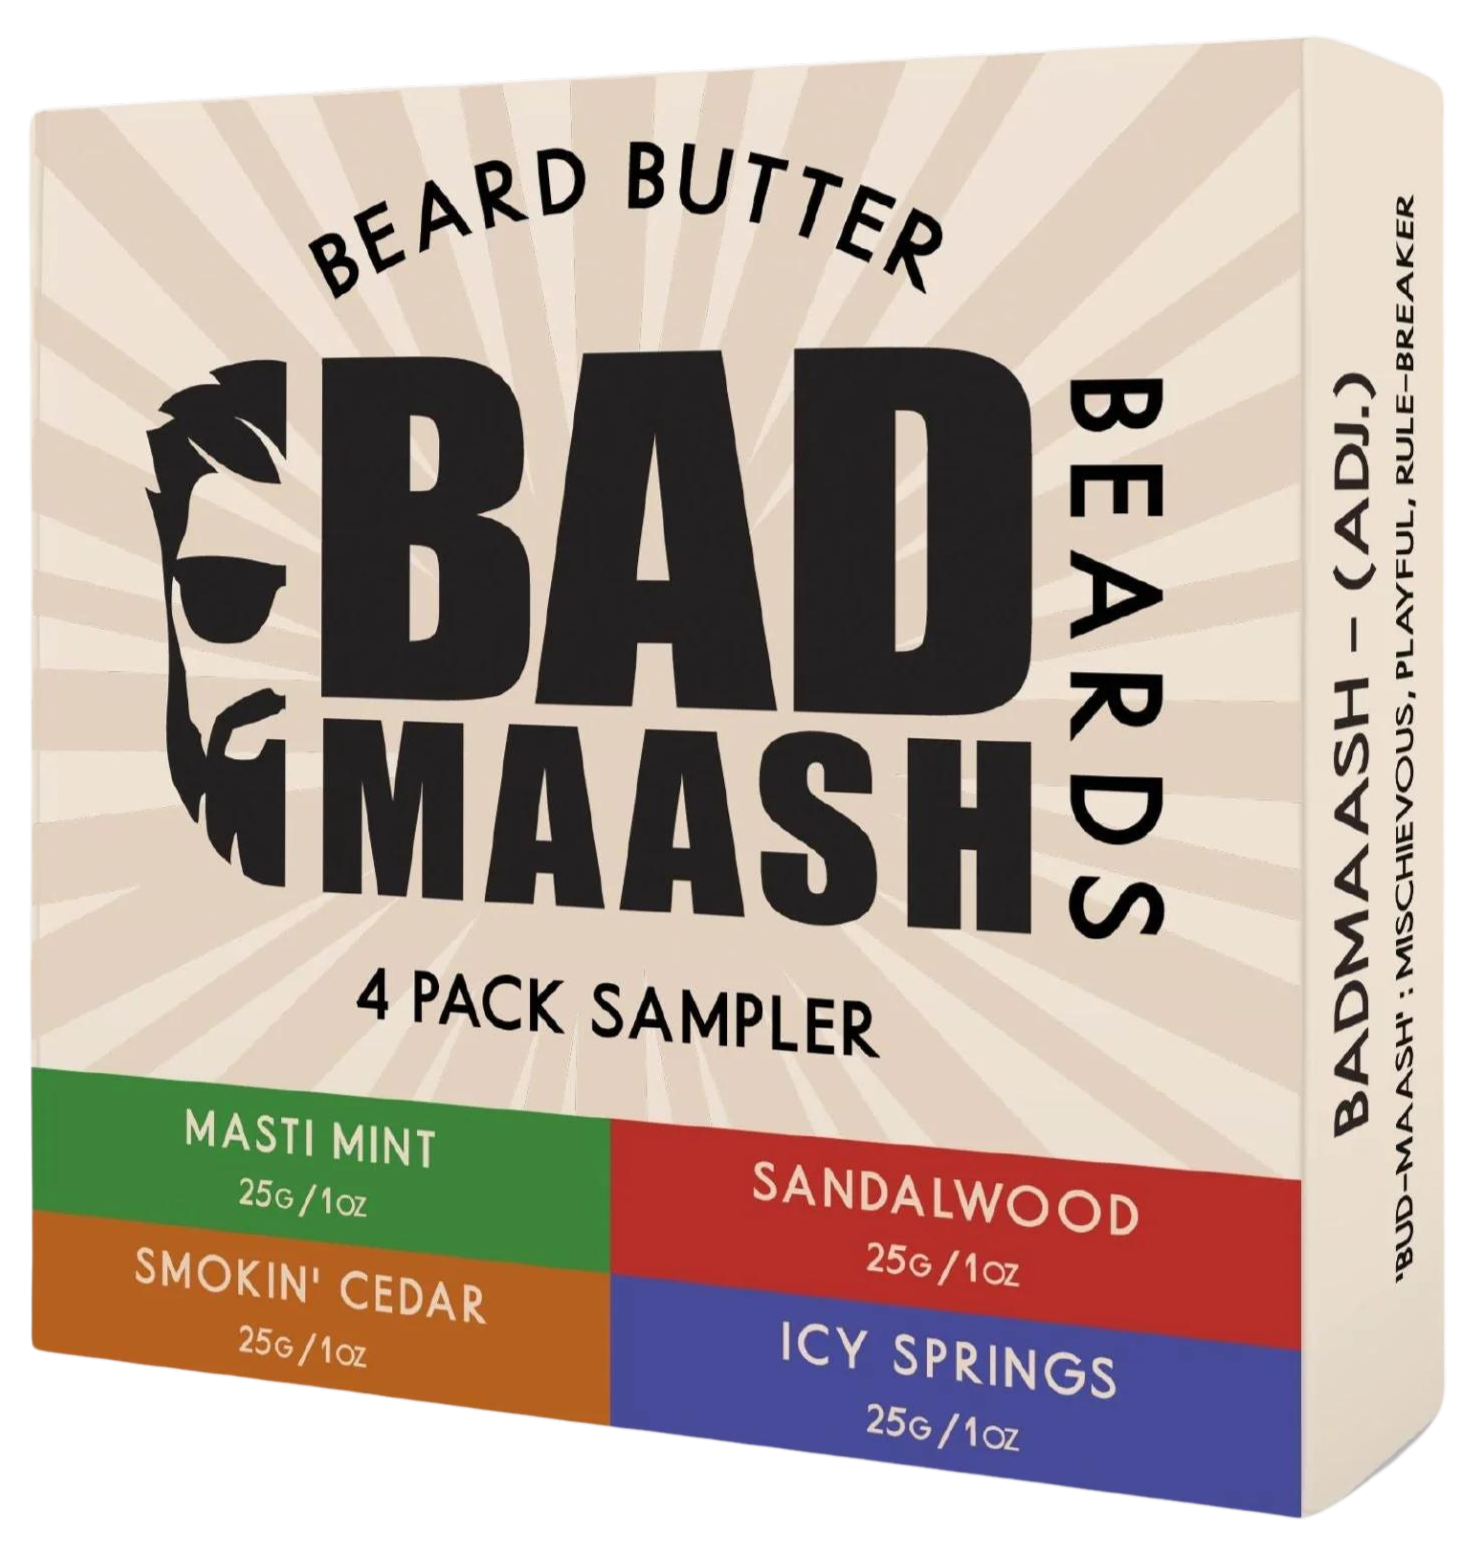 BEARD BUTTER
BAD
MAASH
BEARDS
4 PACK SAMPLER
MASTI MINT
25G/1OZ
SANDALWOOD
25G/1OZ
SMOKIN' CEDAR
25G/1OZ
ICY SPRINGS
25G/1OZ
BADMAASH – (ADJ.)
'BUD–MAASH' : MISCHIEVOUS, PLAYFUL, RULE–BREAKER